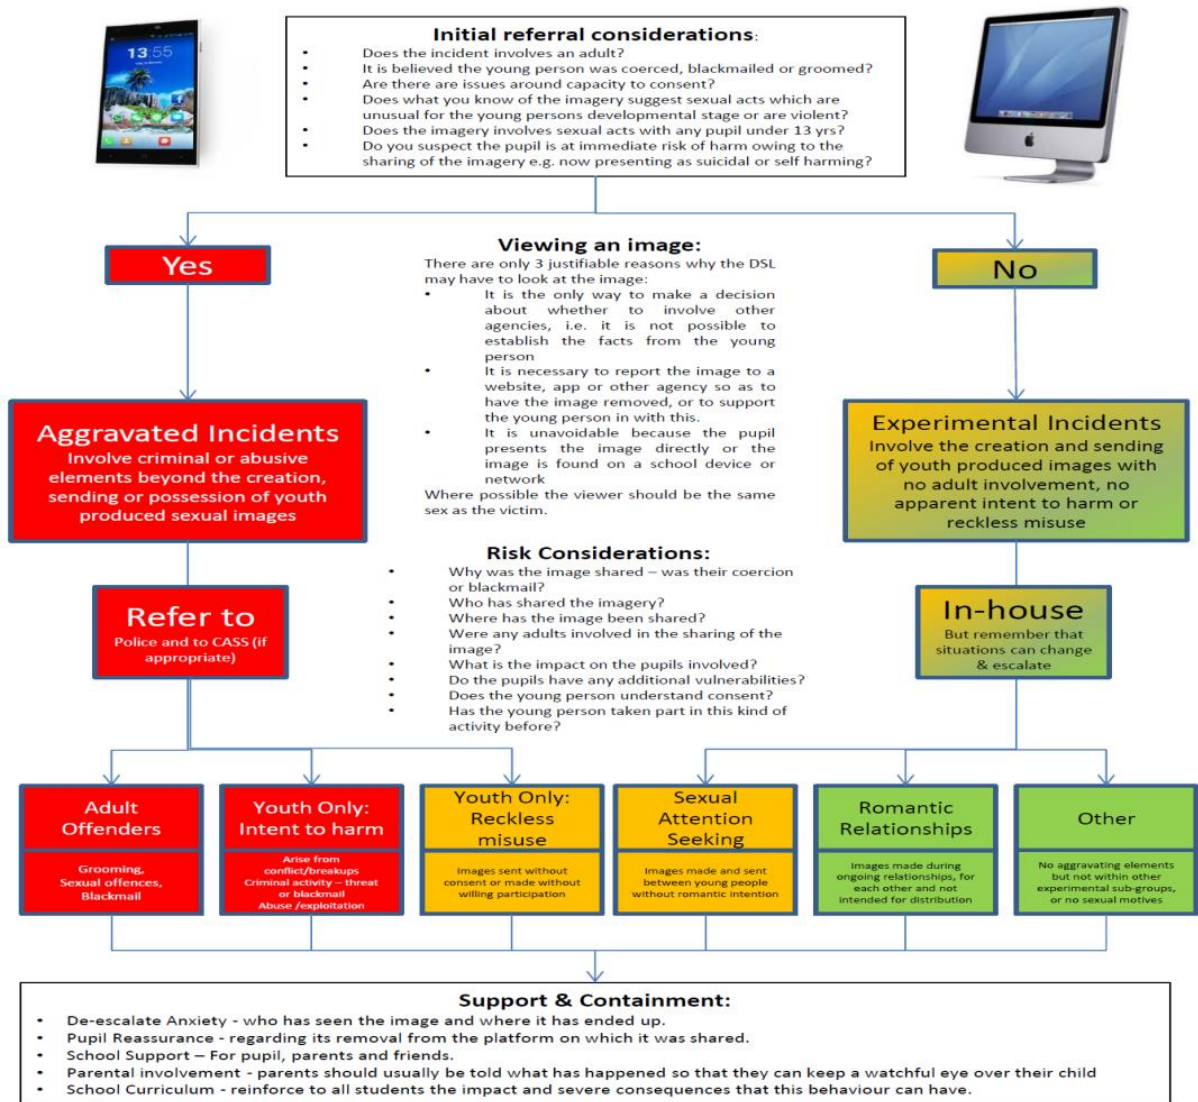 Initial referral considerations:
• Does the incident involves an adult?
• It is believed the young person was coerced, blackmailed or groomed?
• Are there are issues around capacity to consent?
• Does what you know of the imagery suggest sexual acts which are
unusual for the young persons developmental stage or are violent?
• Does the imagery involves sexual acts with any pupil under 13 yrs?
• Do you suspect the pupil is at immediate risk of harm owing to the
sharing of the imagery e.g. now presenting as suicidal or self harming?
13:55
Yes
No
Viewing an image:
There are only 3 justifiable reasons why the DSL
may have to look at the image:
• It is the only way to make a decision
about whether to involve other
agencies, i.e. it is not possible to
establish the facts from the young
person
• It is necessary to report the image to a
website, app or other agency so as to
have the image removed, or to support
the young person in with this.
• It is unavoidable because the pupil
presents the image directly or the
image is found on a school device or
network
Where possible the viewer should be the same
sex as the victim.
Aggravated Incidents
Involve criminal or abusive
elements beyond the creation,
sending or possession of youth
produced sexual images
Experimental Incidents
Involve the creation and sending
of youth produced images with
no adult involvement, no
apparent intent to harm or
reckless misuse
Risk Considerations:
• Why was the image shared – was their coercion
or blackmail?
• Who has shared the imagery?
• Where has the image been shared?
• Were any adults involved in the sharing of the
image?
• What is the impact on the pupils involved?
• Do the pupils have any additional vulnerabilities?
• Does the young person understand consent?
• Has the young person taken part in this kind of
activity before?
Refer to
Police and to CASS (if
appropriate)
In-house
But remember that
situations can change
& escalate
Adult
Offenders
Grooming,
Sexual offences,
Blackmail
Youth Only:
Intent to harm
Arise from
conflict/breakups
Criminal activity – threat
or blackmail
Abuse /exploitation
Youth Only:
Reckless
misuse
Images sent without
consent or made without
willing participation
Sexual
Attention
Seeking
Images made and sent
between young people
without romantic intention
Romantic
Relationships
Images made during
ongoing relationships, for
each other and not
intended for distribution
Other
No aggravating elements
but not within other
experimental sub-groups,
or no sexual motives
Support & Containment:
• De-escalate Anxiety - who has seen the image and where it has ended up.
• Pupil Reassurance - regarding its removal from the platform on which it was shared.
• School Support – For pupil, parents and friends.
• Parental involvement - parents should usually be told what has happened so that they can keep a watchful eye over their child
• School Curriculum - reinforce to all students the impact and severe consequences that this behaviour can have.